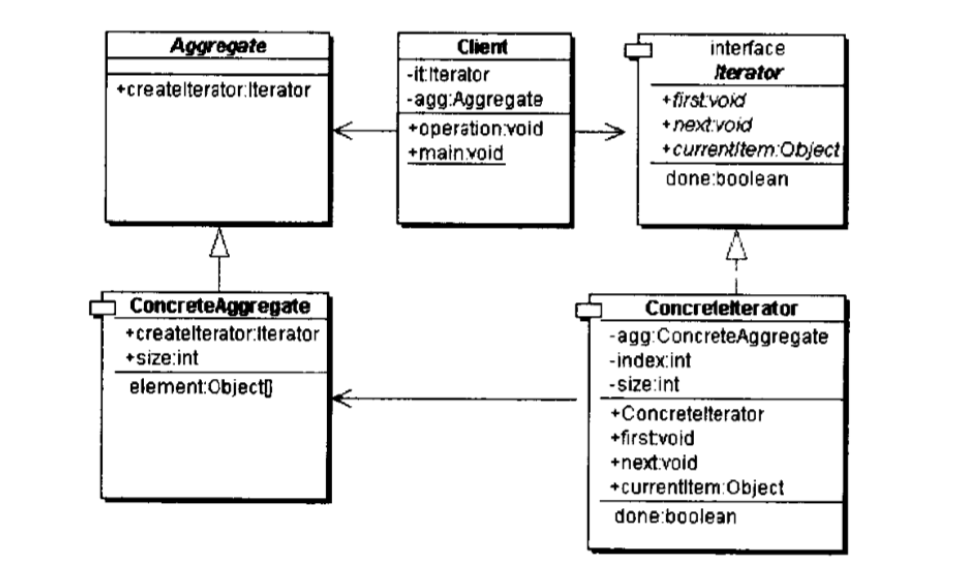 Aggregate
+createIterator:Iterator
Client
-it:Iterator
-agg:Aggregate
+operation:void
+main:void
interface
Iterator
+first:void
+next:void
+currentItem:Object
done:boolean
ConcreteAggregate
+createIterator:Iterator
+size:int
element:Object[]
ConcreteIterator
-agg:ConcreteAggregate
-index:int
-size:int
+ConcreteIterator
+first:void
+next:void
+currentItem:Object
done:boolean